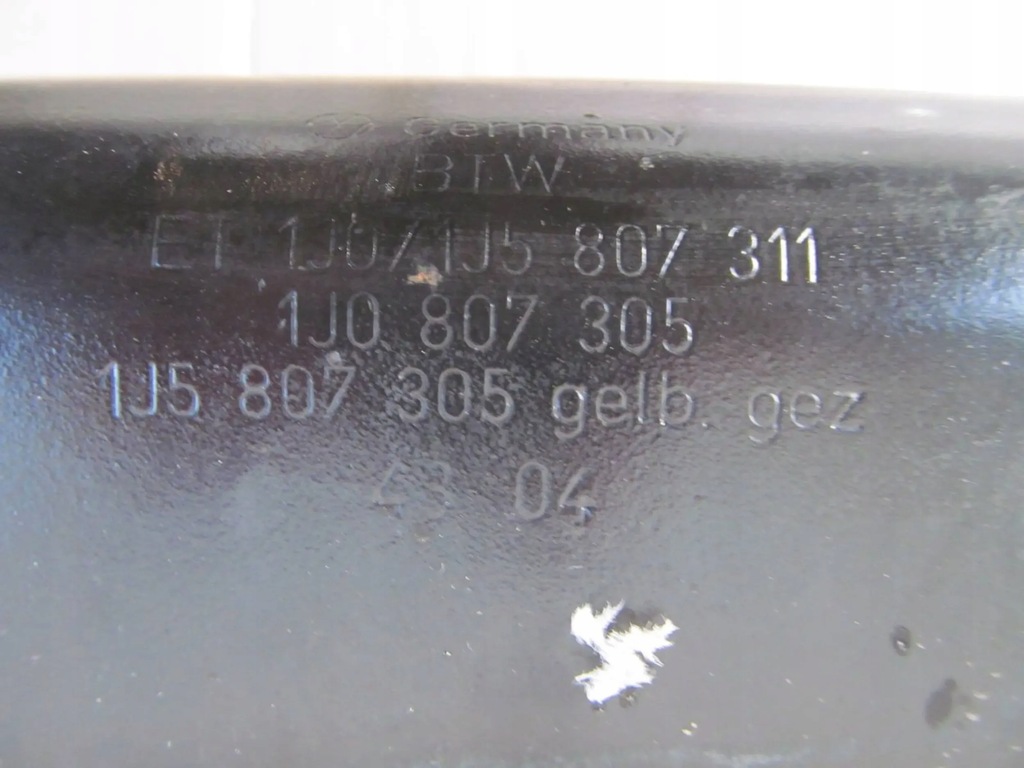 Germany
BTW
ET 1J0/1J5 807 311
1J0 807 305
1J5 807 305 gelb. gez
43 04